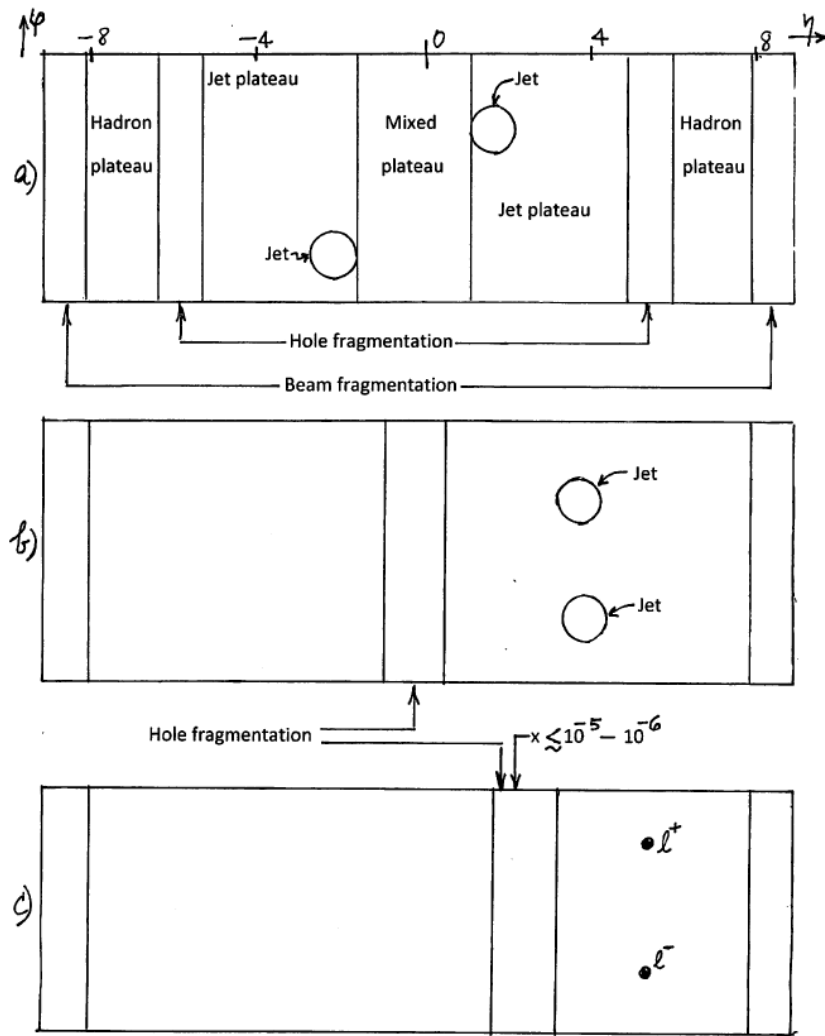 φ
-8 -4 0 4 8 η
a)
Jet plateau
Jet
Hadron
plateau
Mixed
plateau
Hadron
plateau
Jet plateau
Jet
Hole fragmentation
Beam fragmentation
b)
Jet
Jet
Hole fragmentation
x ≲ 10⁻⁵ – 10⁻⁶
c)
ℓ⁺
ℓ⁻